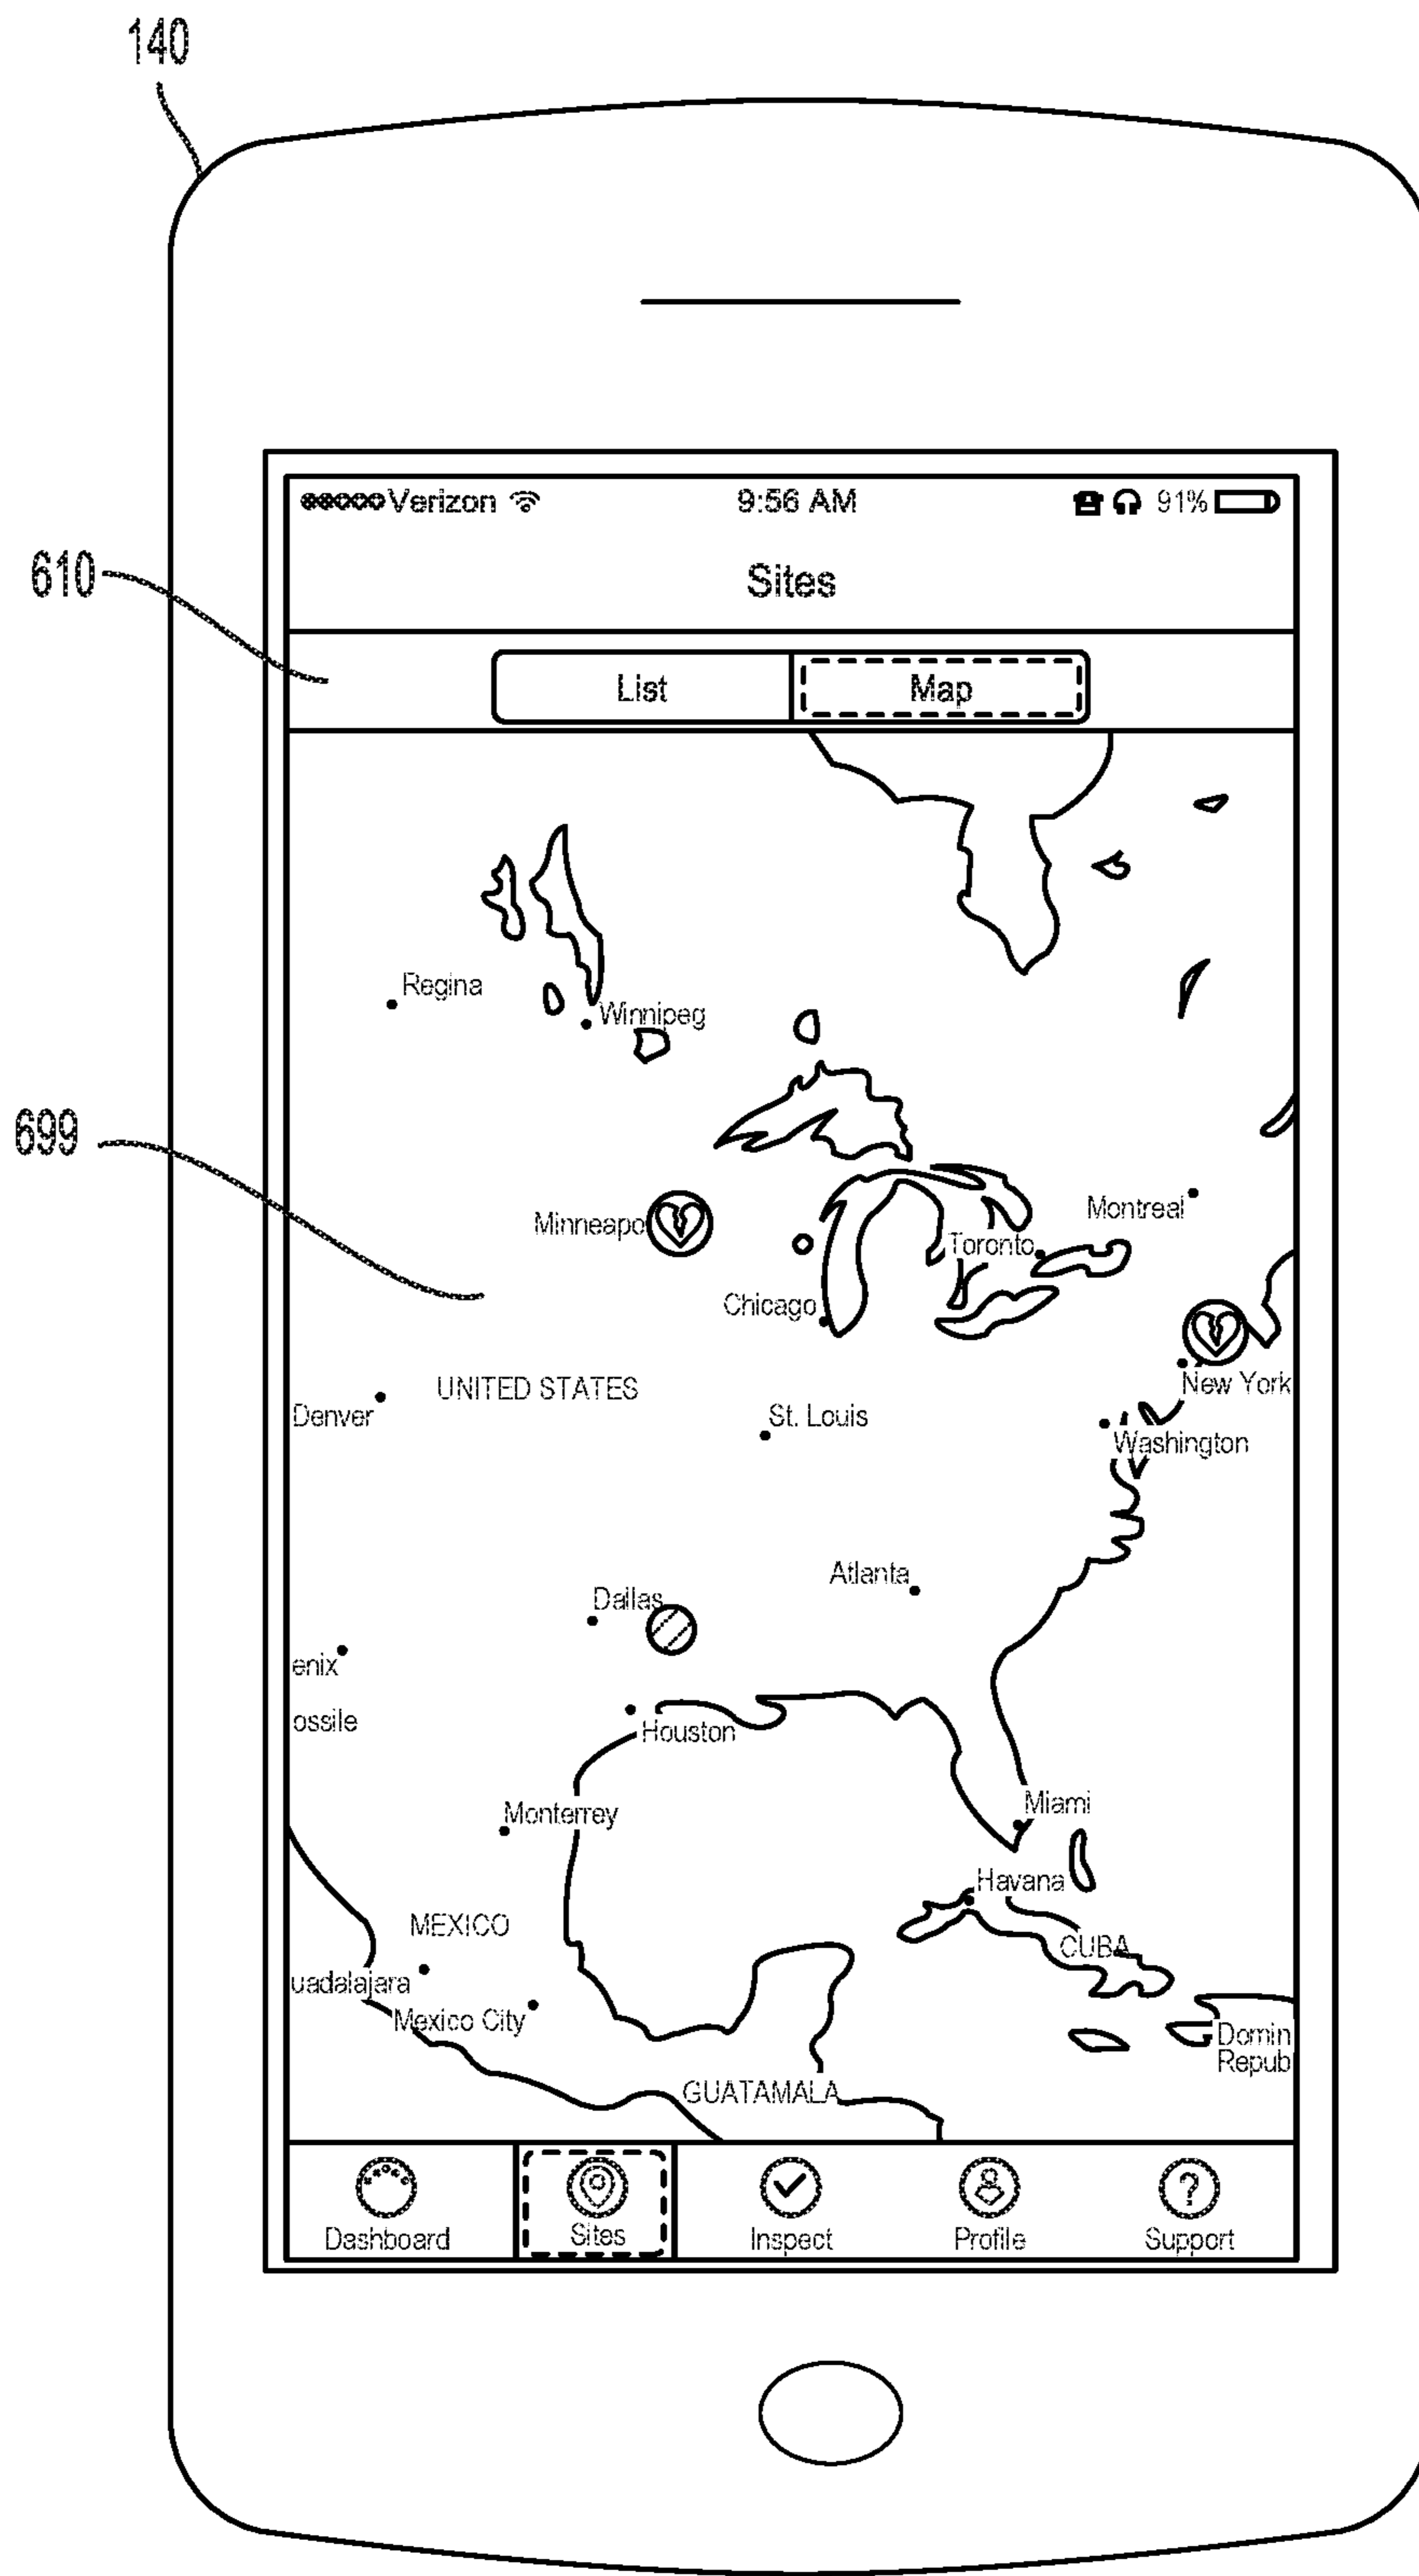 140
Verizon 9:56 AM 91%
610
Sites
List Map
Regina
Winnipeg
699
Minneapo
Montreal
Toronto
Chicago
New York
UNITED STATES
Denver
St. Louis
Washington
Atlanta
Dallas
enix
ossile
Houston
Monterrey
Miami
Havana
MEXICO
CUBA
uadalajara
Mexico City
Domin
Repub
GUATAMALA
Dashboard Sites Inspect Profile Support